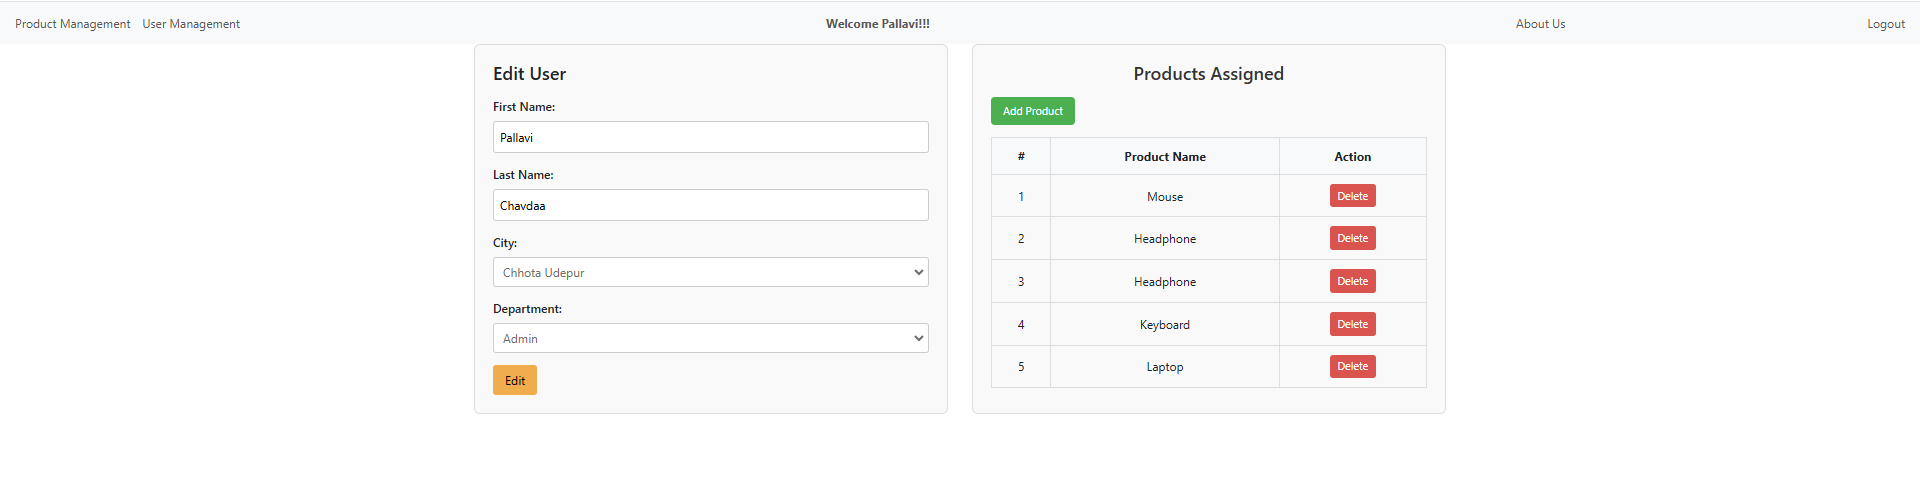 Product Management User Management Welcome Pallavi!!! About Us Logout
Edit User
First Name:
Pallavi
Last Name:
Chavdaa
City:
Chhota Udepur
Department:
Admin
Edit
Products Assigned
Add Product
# Product Name Action
1 Mouse Delete
2 Headphone Delete
3 Headphone Delete
4 Keyboard Delete
5 Laptop Delete